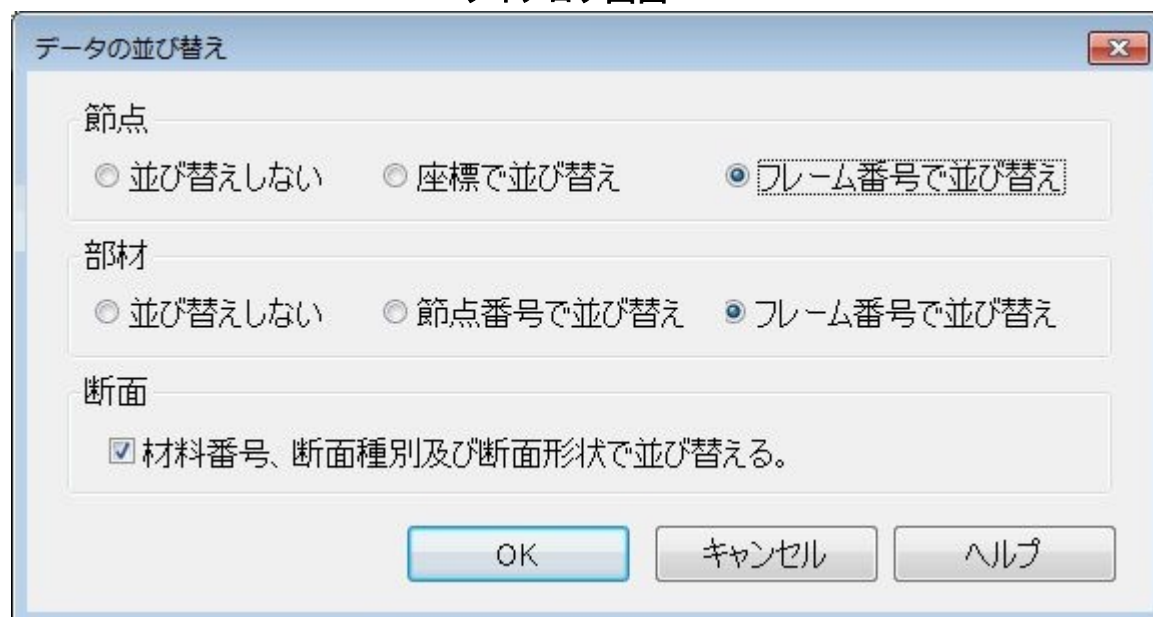 データの並び替え
節点
並び替えしない 座標で並び替え フレーム番号で並び替え
部材
並び替えしない 節点番号で並び替え フレーム番号で並び替え
断面
材料番号、断面種別及び断面形状で並び替える。
OK キャンセル ヘルプ